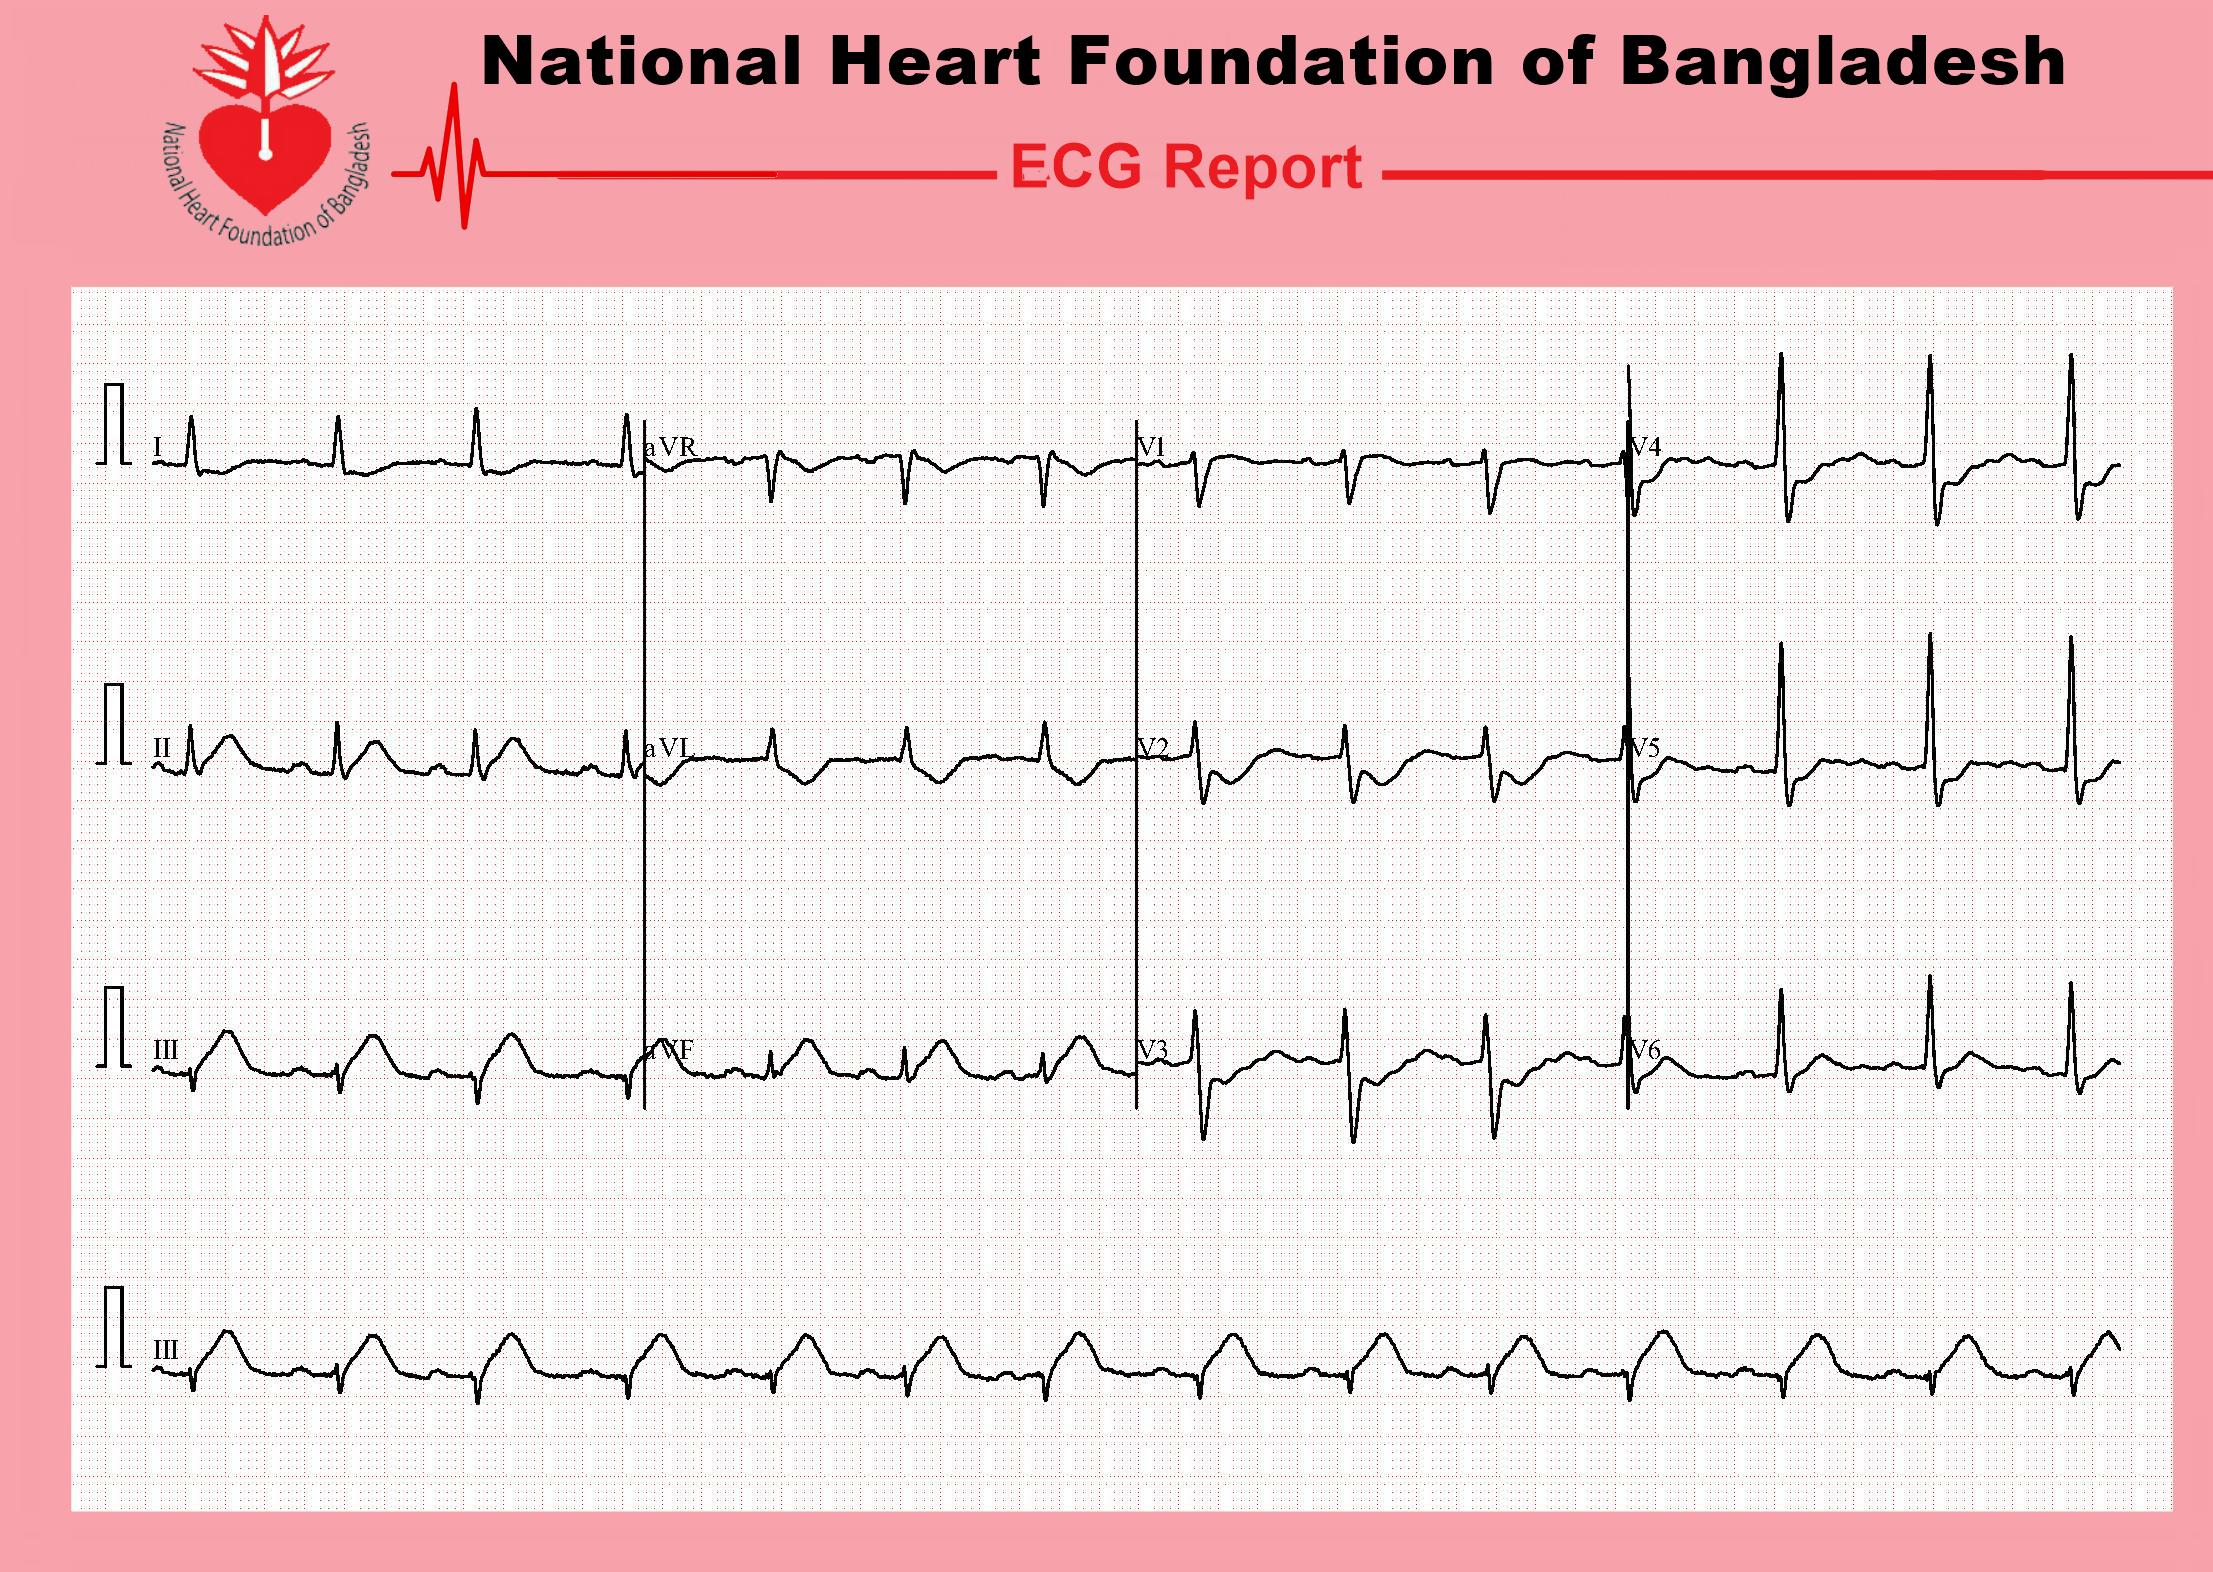 National Heart Foundation of Bangladesh
National Heart Foundation of Bangladesh
ECG Report
I aVR V1 V4
II aVL V2 V5
III aVF V3 V6
III